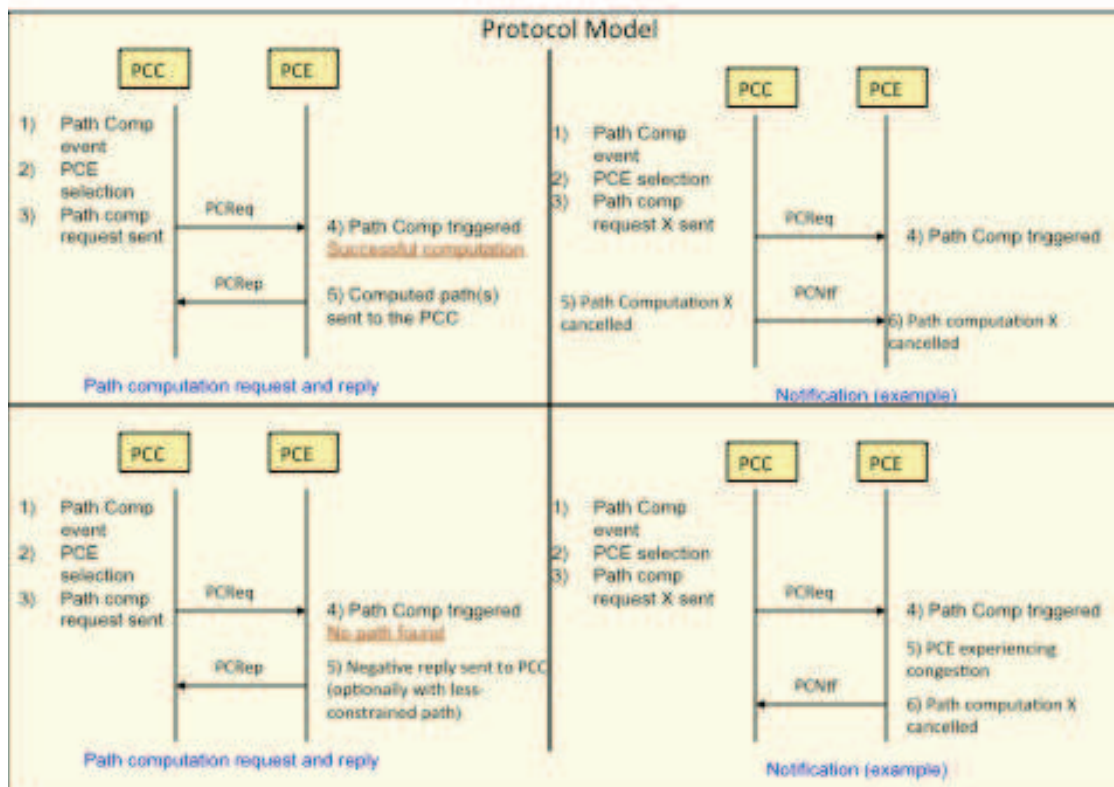 Protocol Model
PCC
PCE
1) Path Comp
event
2) PCE
selection
3) Path comp
request sent
PCReq
4) Path Comp triggered
Successful computation
PCRep
5) Computed path(s)
sent to the PCC
Path computation request and reply
PCC
PCE
1) Path Comp
event
2) PCE selection
3) Path comp
request X sent
PCReq
4) Path Comp triggered
5) Path Computation X
cancelled
PCNtf
6) Path computation X
cancelled
Notification (example)
PCC
PCE
1) Path Comp
event
2) PCE
selection
3) Path comp
request sent
PCReq
4) Path Comp triggered
No path found
PCRep
5) Negative reply sent to PCC
(optionally with less-
constrained path)
Path computation request and reply
PCC
PCE
1) Path Comp
event
2) PCE selection
3) Path comp
request X sent
PCReq
4) Path Comp triggered
5) PCE experiencing
congestion
PCNtf
6) Path computation X
cancelled
Notification (example)